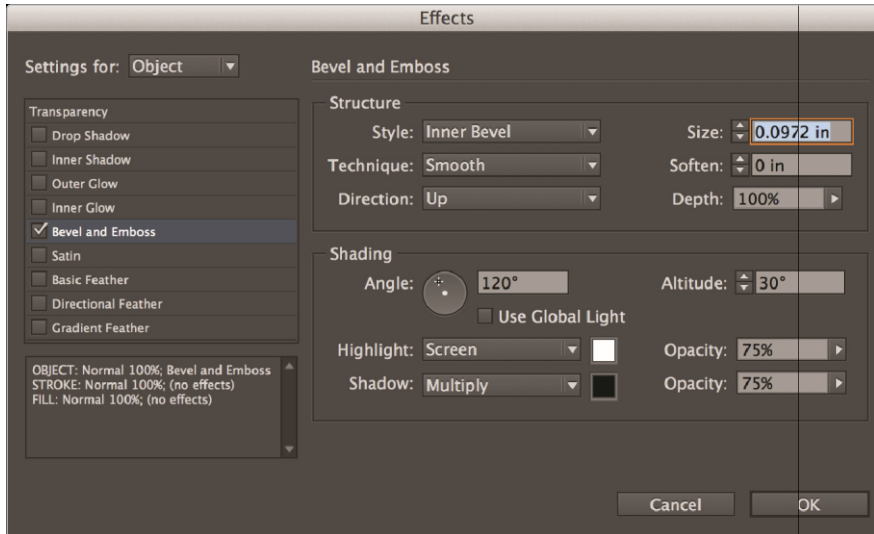 Effects
Settings for: Object
Transparency
Drop Shadow
Inner Shadow
Outer Glow
Inner Glow
Bevel and Emboss
Satin
Basic Feather
Directional Feather
Gradient Feather
OBJECT: Normal 100%; Bevel and Emboss
STROKE: Normal 100%; (no effects)
FILL: Normal 100%; (no effects)
Bevel and Emboss
Structure
Style: Inner Bevel Size: 0.0972 in
Technique: Smooth Soften: 0 in
Direction: Up Depth: 100%
Shading
Angle: 120° Altitude: 30°
Use Global Light
Highlight: Screen Opacity: 75%
Shadow: Multiply Opacity: 75%
Cancel OK